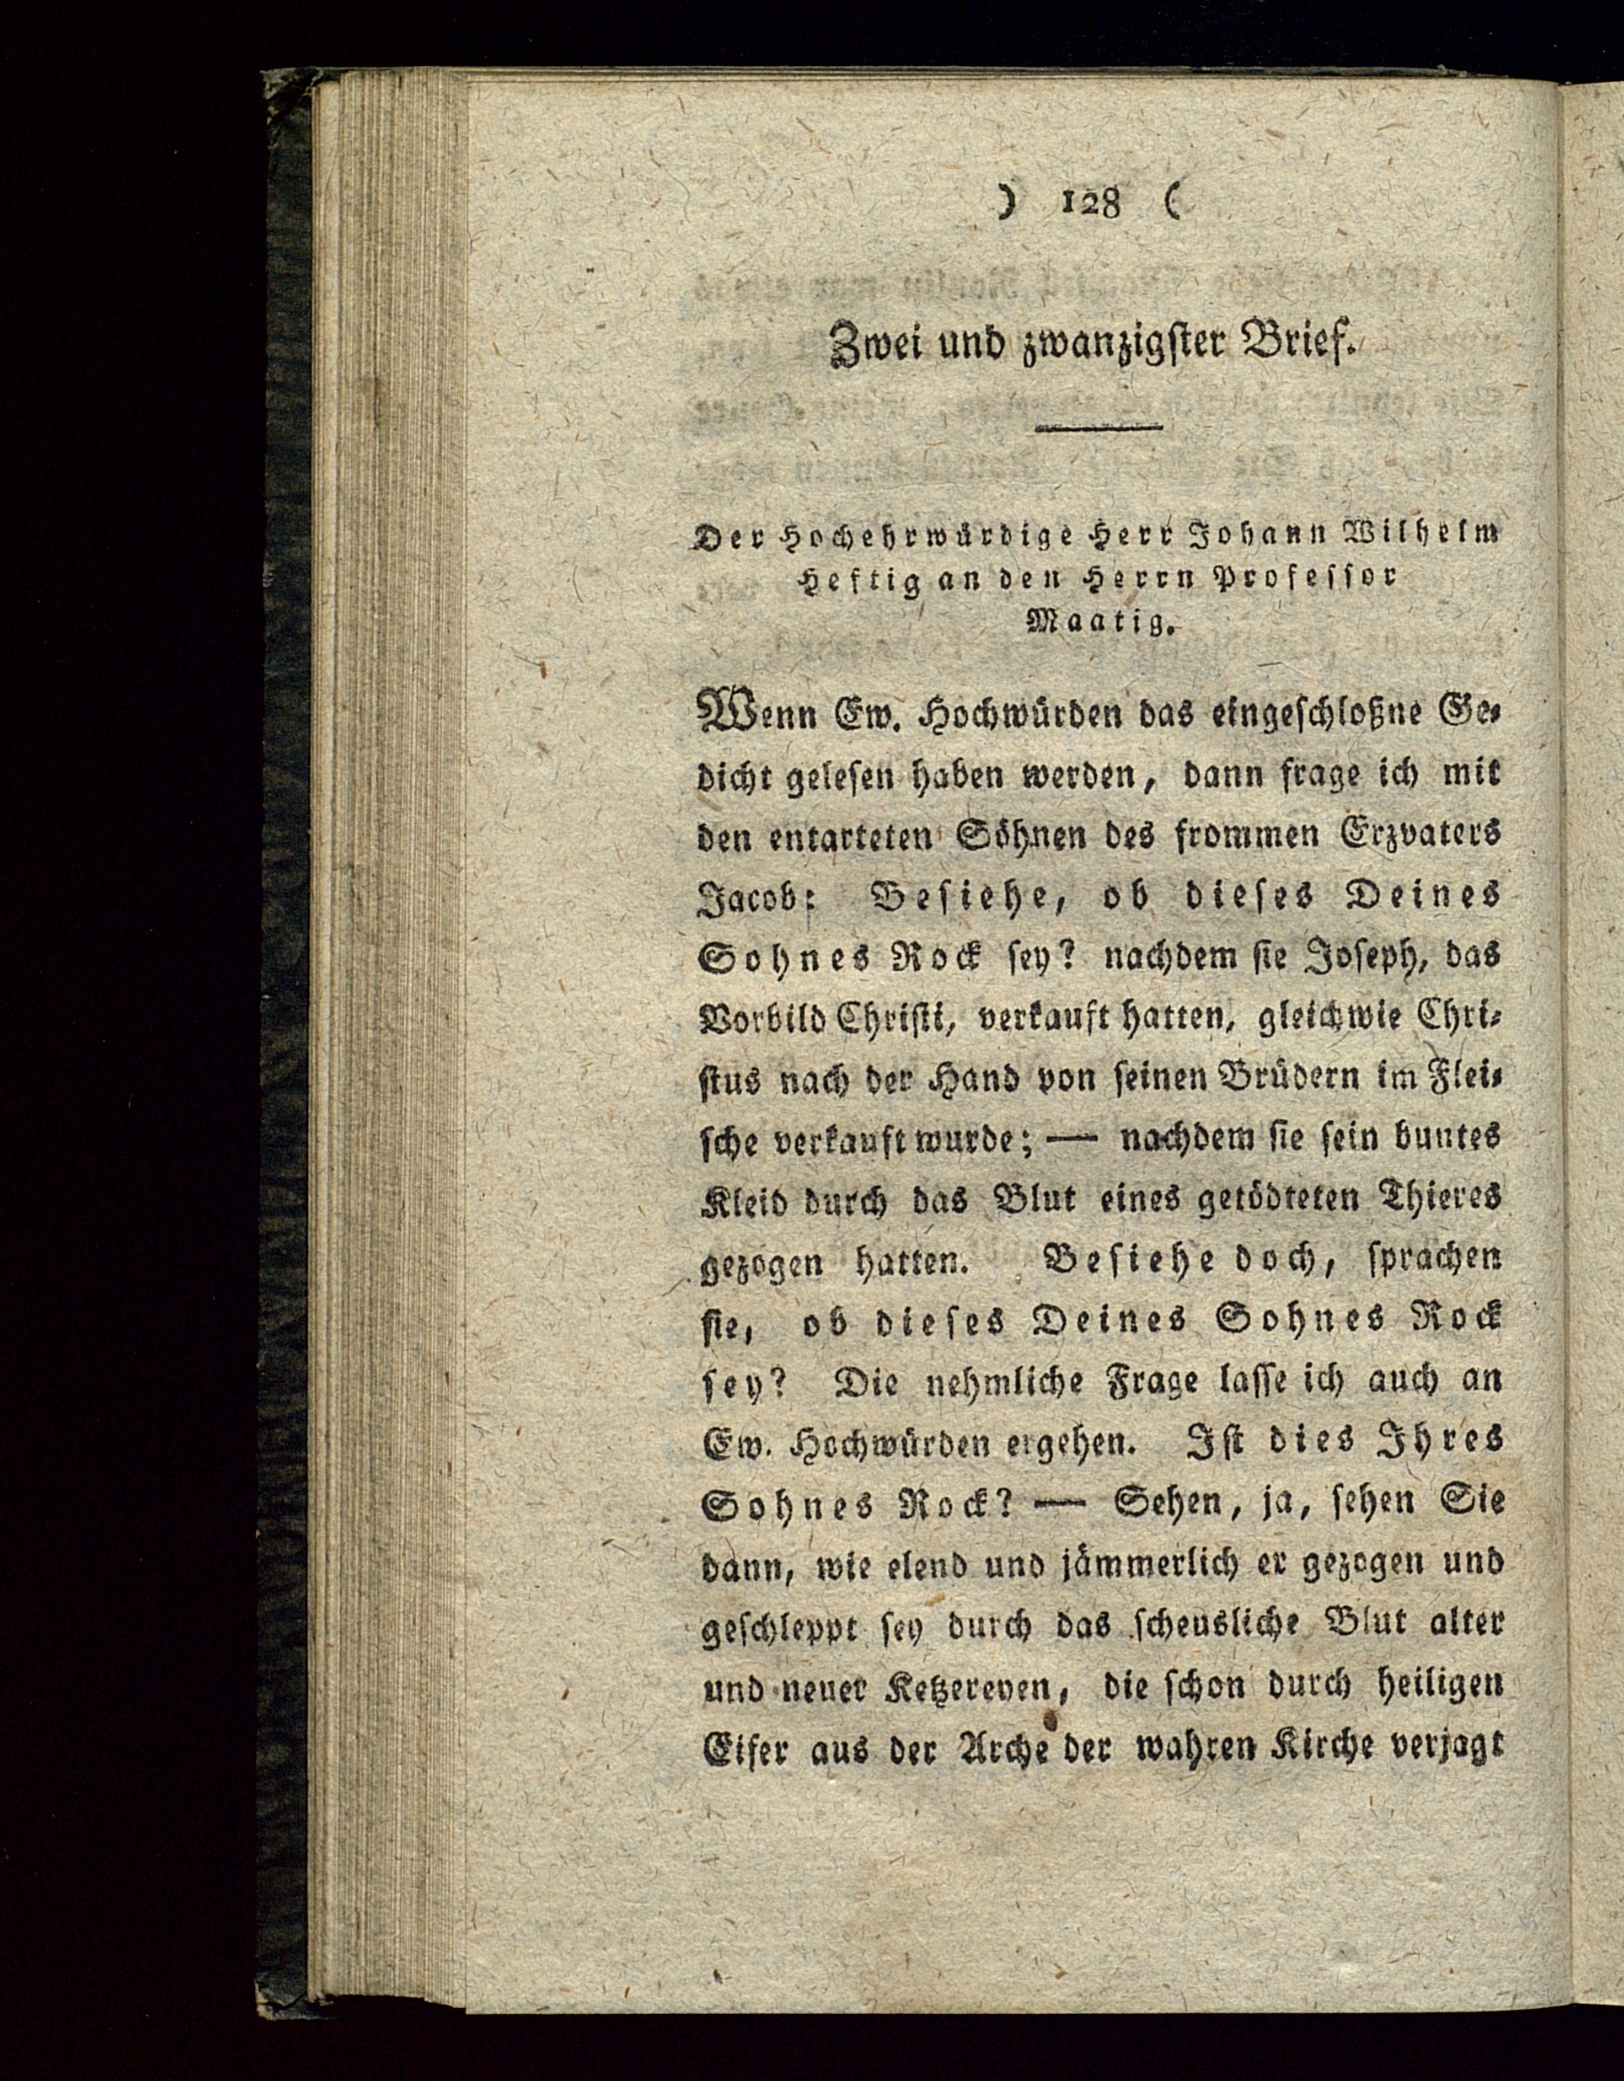 ) 128 (
Zwei und zwanzigſter Brief.
Der Hochehrwürdige Herr Johann Wilhelm
Heftig an den Herrn Profeſſor
Maatig.
Wenn Ew. Hochwürden das eingeſchloßne Ge⸗
dicht geleſen haben werden, dann frage ich mit
den entarteten Söhnen des frommen Erzvaters
Jacob: Beſiehe, ob dieſes Deines
Sohnes Rock ſey? nachdem ſie Joſeph, das
Vorbild Chriſti, verkauft hatten, gleichwie Chri⸗
ſtus nach der Hand von ſeinen Brüdern im Flei⸗
ſche verkauft wurde; — nachdem ſie ſein buntes
Kleid durch das Blut eines getödteten Thieres
gezogen hatten. Beſiehe doch, ſprachen
ſie, ob dieſes Deines Sohnes Rock
ſey? Die nehmliche Frage laſſe ich auch an
Ew. Hochwürden ergehen. Iſt dies Ihres
Sohnes Rock? — Sehen, ja, ſehen Sie
dann, wie elend und jämmerlich er gezogen und
geſchleppt ſey durch das ſcheusliche Blut alter
und neuer Ketzereyen, die ſchon durch heiligen
Eifer aus der Arche der wahren Kirche verjagt